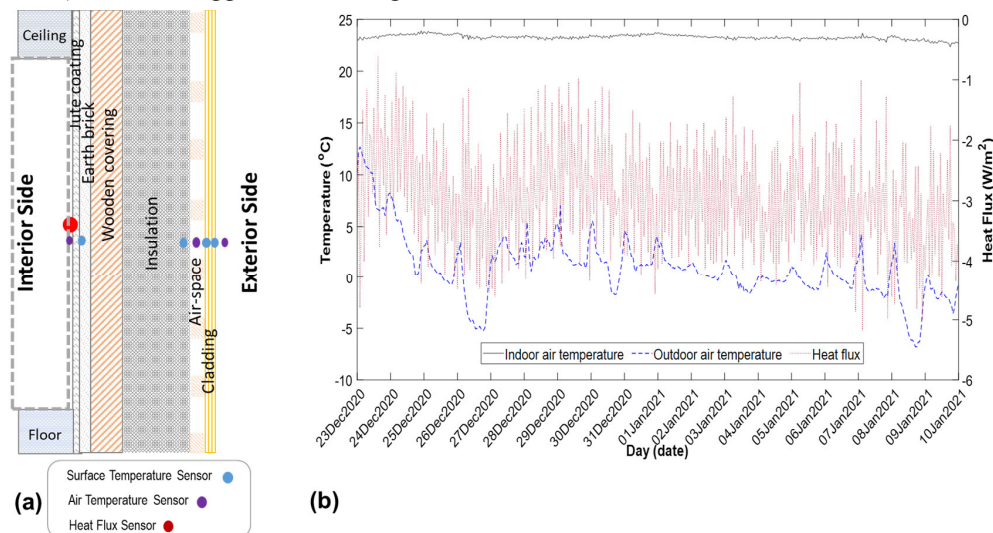 Ceiling
Interior Side
Jute coating
Earth brick
Wooden covering
Insulation
Air-space
Cladding
Exterior Side
Floor
Surface Temperature Sensor
Air Temperature Sensor
Heat Flux Sensor
(a)
25
20
15
10
5
0
-5
-10
Temperature (°C)
0
-1
-2
-3
-4
-5
-6
Heat Flux (W/m²)
Indoor air temperature Outdoor air temperature Heat flux
23Dec2020
24Dec2020
25Dec2020
26Dec2020
27Dec2020
28Dec2020
29Dec2020
30Dec2020
31Dec2020
01Jan2021
02Jan2021
03Jan2021
04Jan2021
05Jan2021
06Jan2021
07Jan2021
08Jan2021
09Jan2021
10Jan2021
Day (date)
(b)